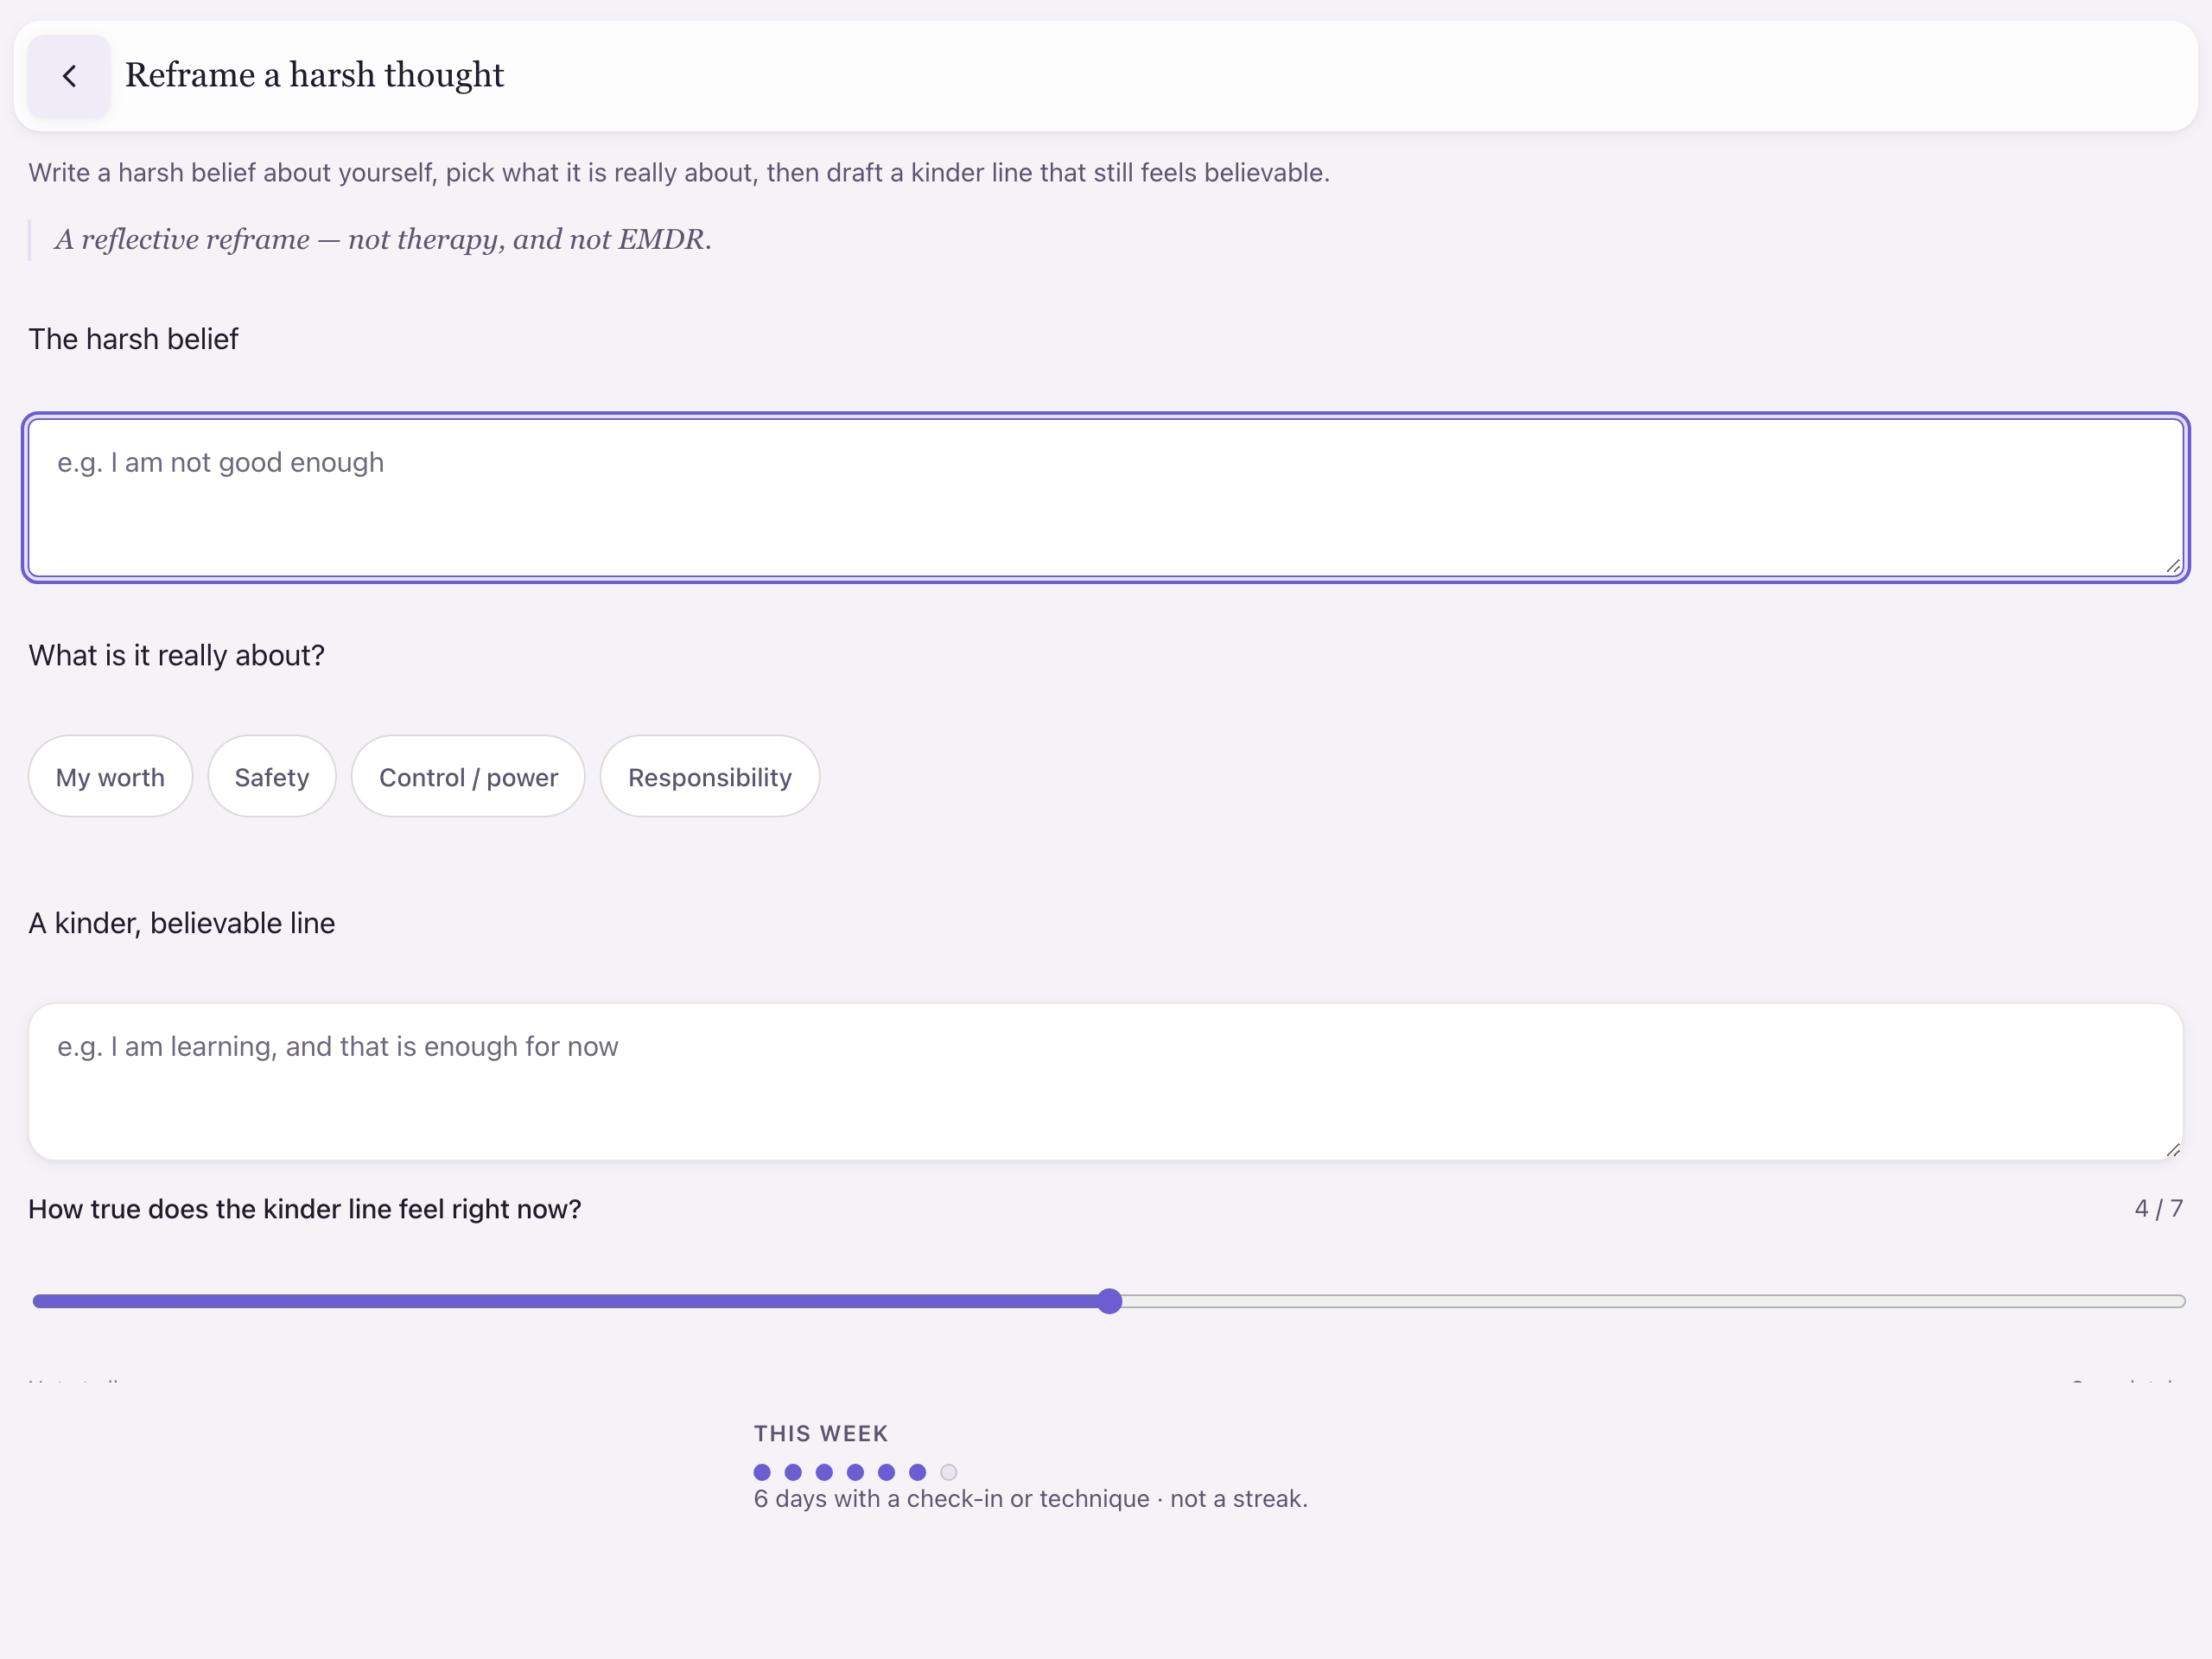 Reframe a harsh thought
Write a harsh belief about yourself, pick what it is really about, then draft a kinder line that still feels believable.
A reflective reframe — not therapy, and not EMDR.
The harsh belief
e.g. I am not good enough
What is it really about?
My worth
Safety
Control / power
Responsibility
A kinder, believable line
e.g. I am learning, and that is enough for now
How true does the kinder line feel right now?
4 / 7
THIS WEEK
6 days with a check-in or technique · not a streak.